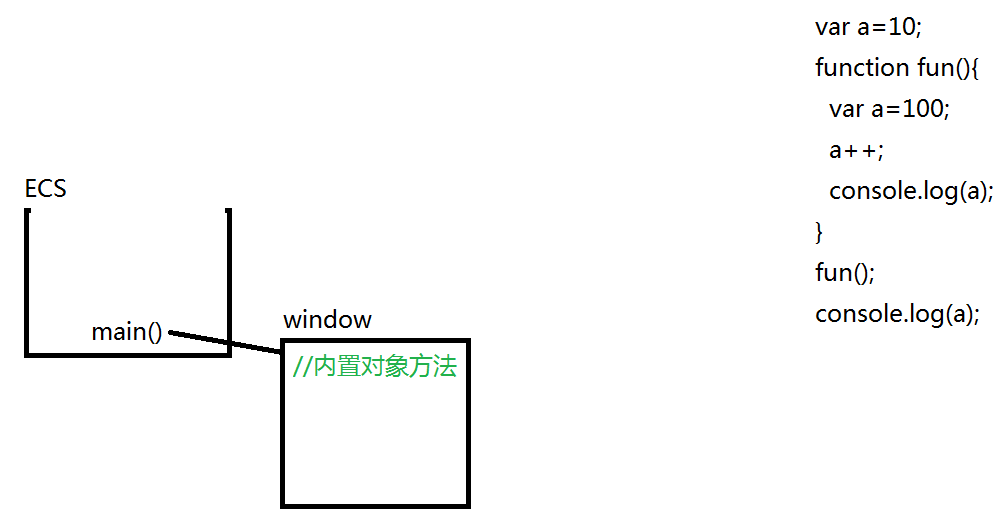 ECS
main()
window
//内置对象方法
var a=10;
function fun(){
  var a=100;
  a++;
  console.log(a);
}
fun();
console.log(a);